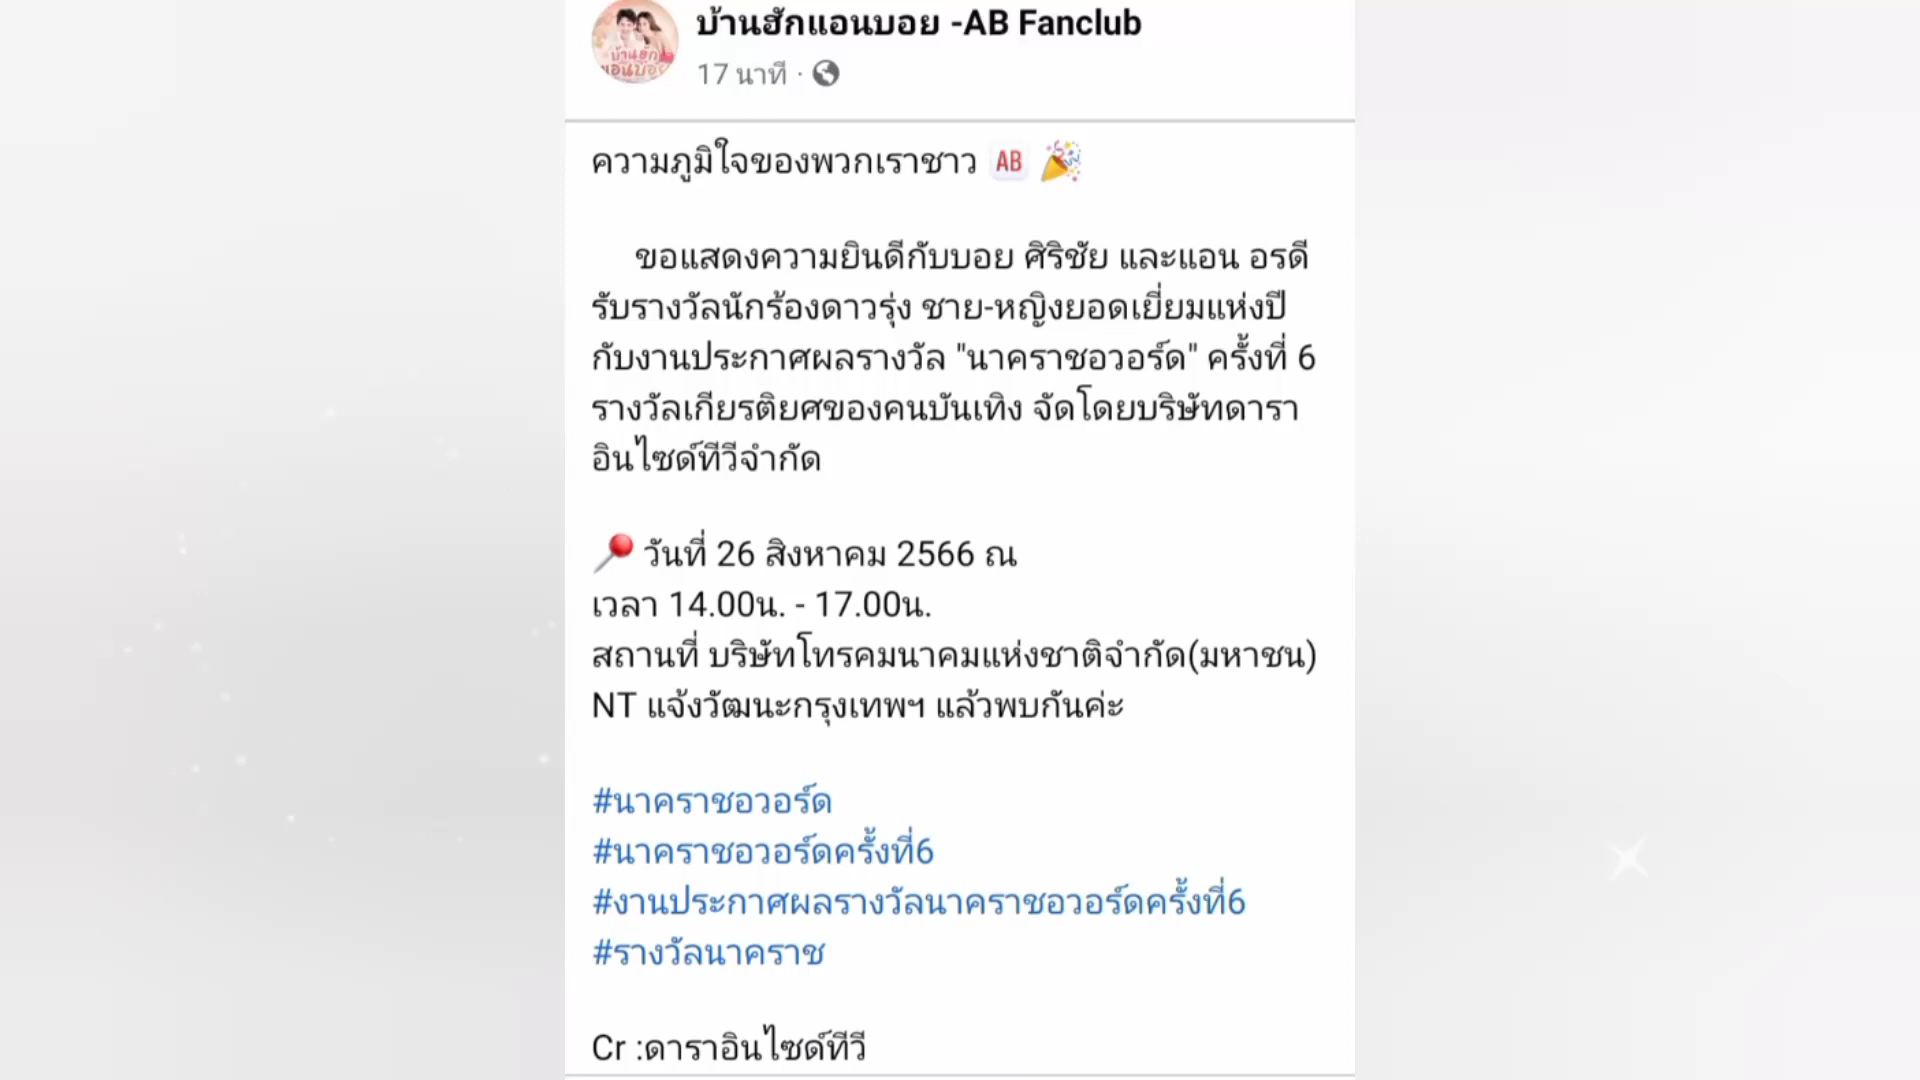 บ้านฮักแอนบอย -AB Fanclub
บ้านฮัก
แอนบอย
17 นาที ·
ความภูมิใจของพวกเราชาว 🆎 🎉
ขอแสดงความยินดีกับบอย ศิริชัย และแอน อรดี
รับรางวัลนักร้องดาวรุ่ง ชาย-หญิงยอดเยี่ยมแห่งปี
กับงานประกาศผลรางวัล "นาคราชอวอร์ด" ครั้งที่ 6
รางวัลเกียรติยศของคนบันเทิง จัดโดยบริษัทดารา
อินไซด์ทีวีจำกัด
📍 วันที่ 26 สิงหาคม 2566 ณ
เวลา 14.00น. - 17.00น.
สถานที่ บริษัทโทรคมนาคมแห่งชาติจำกัด(มหาชน)
NT แจ้งวัฒนะกรุงเทพฯ แล้วพบกันค่ะ
#นาคราชอวอร์ด
#นาคราชอวอร์ดครั้งที่6
#งานประกาศผลรางวัลนาคราชอวอร์ดครั้งที่6
#รางวัลนาคราช
Cr :ดาราอินไซด์ทีวี